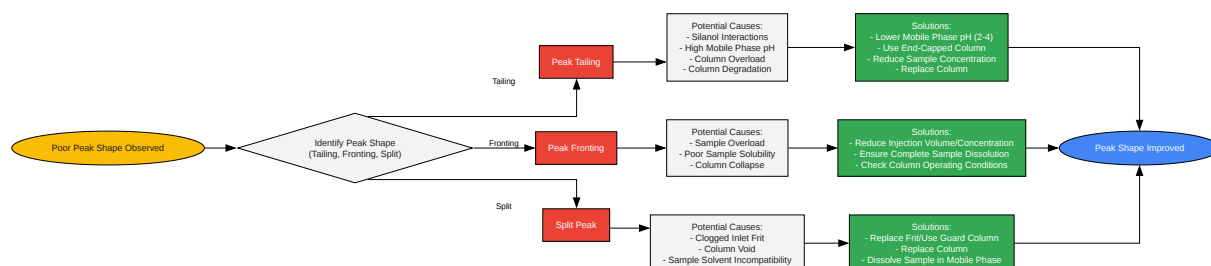 Poor Peak Shape Observed
Identify Peak Shape
(Tailing, Fronting, Split)
Tailing
Fronting
Split
Peak Tailing
Peak Fronting
Split Peak
Potential Causes:
- Silanol Interactions
- High Mobile Phase pH
- Column Overload
- Column Degradation
Potential Causes:
- Sample Overload
- Poor Sample Solubility
- Column Collapse
Potential Causes:
- Clogged Inlet Frit
- Column Void
- Sample Solvent Incompatibility
Solutions:
- Lower Mobile Phase pH (2-4)
- Use End-Capped Column
- Reduce Sample Concentration
- Replace Column
Solutions:
- Reduce Injection Volume/Concentration
- Ensure Complete Sample Dissolution
- Check Column Operating Conditions
Solutions:
- Replace Frit/Use Guard Column
- Replace Column
- Dissolve Sample in Mobile Phase
Peak Shape Improved